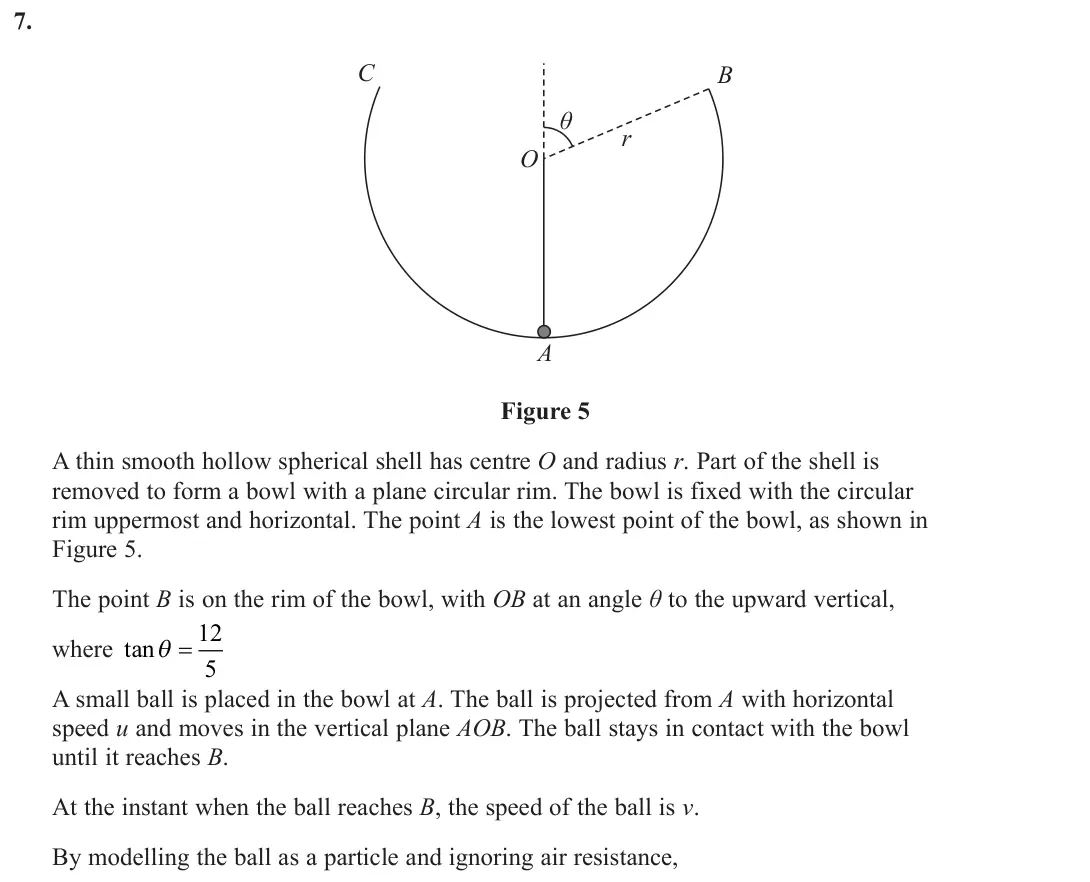 7.
C
B
θ
r
O
A
Figure 5
A thin smooth hollow spherical shell has centre O and radius r. Part of the shell is
removed to form a bowl with a plane circular rim. The bowl is fixed with the circular
rim uppermost and horizontal. The point A is the lowest point of the bowl, as shown in
Figure 5.
The point B is on the rim of the bowl, with OB at an angle θ to the upward vertical,
where tan θ = 12/5
A small ball is placed in the bowl at A. The ball is projected from A with horizontal
speed u and moves in the vertical plane AOB. The ball stays in contact with the bowl
until it reaches B.
At the instant when the ball reaches B, the speed of the ball is v.
By modelling the ball as a particle and ignoring air resistance,